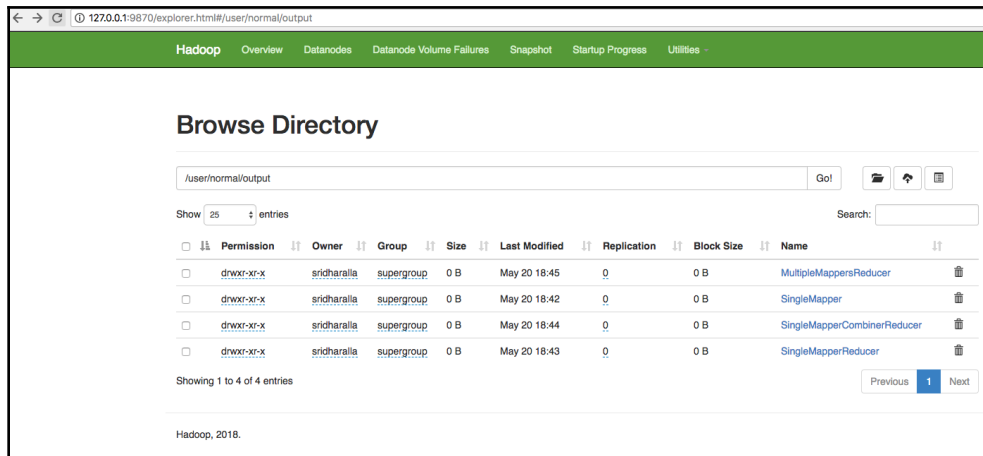 127.0.0.1:9870/explorer.html#/user/normal/output
Hadoop Overview Datanodes Datanode Volume Failures Snapshot Startup Progress Utilities
Browse Directory
/user/normal/output Go!
Show 25 entries Search:
Permission Owner Group Size Last Modified Replication Block Size Name
drwxr-xr-x sridharalla supergroup 0 B May 20 18:45 0 0 B MultipleMappersReducer
drwxr-xr-x sridharalla supergroup 0 B May 20 18:42 0 0 B SingleMapper
drwxr-xr-x sridharalla supergroup 0 B May 20 18:44 0 0 B SingleMapperCombinerReducer
drwxr-xr-x sridharalla supergroup 0 B May 20 18:43 0 0 B SingleMapperReducer
Showing 1 to 4 of 4 entries Previous 1 Next
Hadoop, 2018.